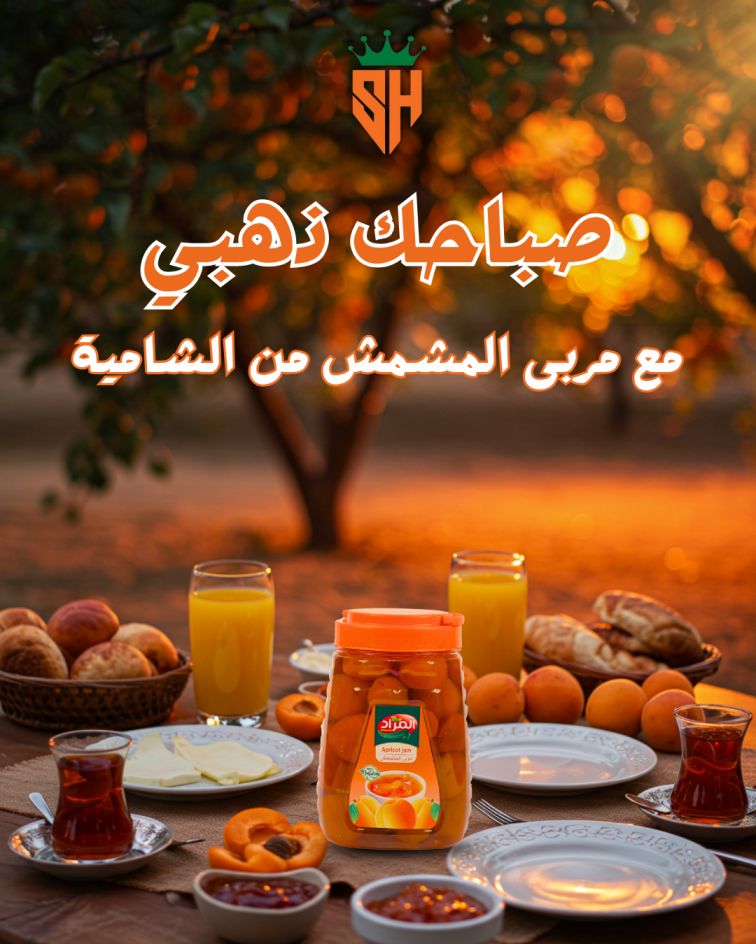 SH
صباحك ذهبي
مع مربى المشمش من الشامية
المراد
Apricot jam
مربى المشمش